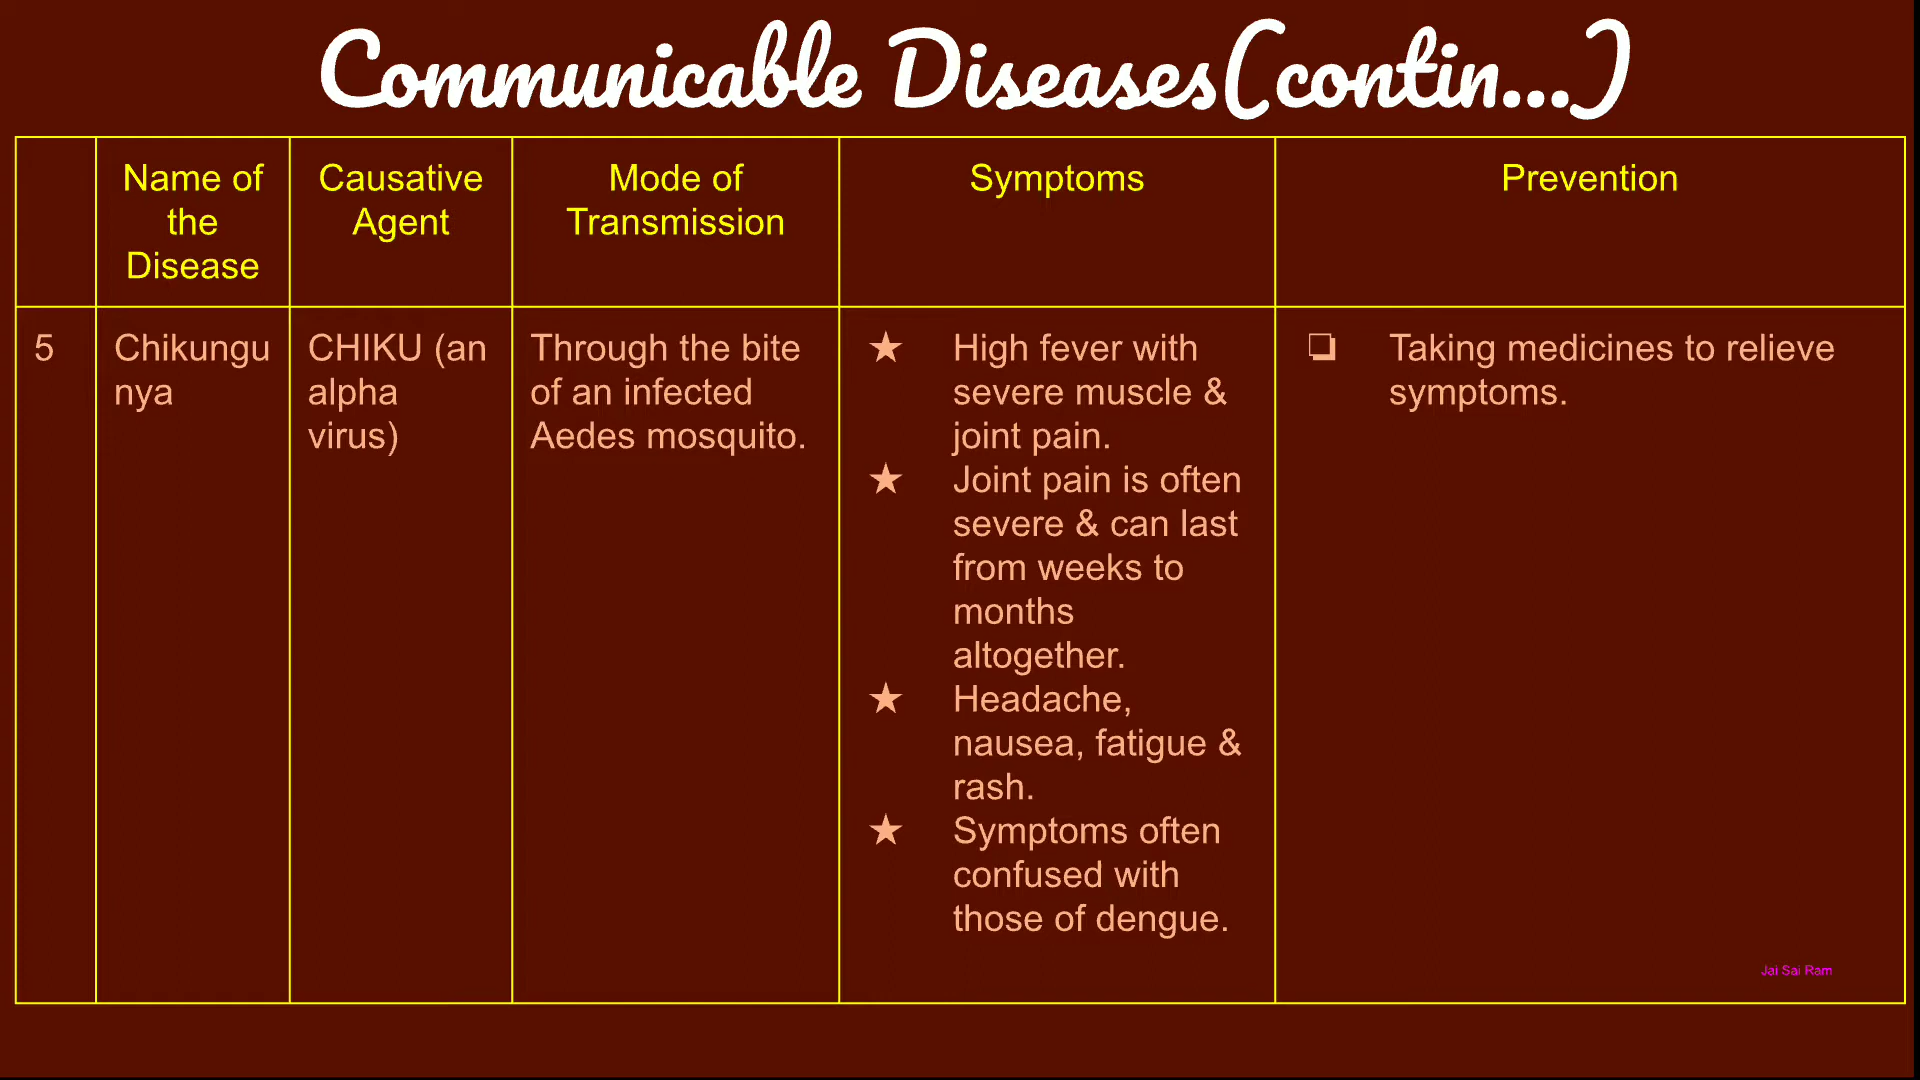 Communicable Diseases(contin...)
Name of
the
Disease
Causative
Agent
Mode of
Transmission
Symptoms
Prevention
5
Chikungu
nya
CHIKU (an
alpha
virus)
Through the bite
of an infected
Aedes mosquito.
★ High fever with
severe muscle &
joint pain.
★ Joint pain is often
severe & can last
from weeks to
months
altogether.
★ Headache,
nausea, fatigue &
rash.
★ Symptoms often
confused with
those of dengue.
❏ Taking medicines to relieve
symptoms.
Jai Sai Ram